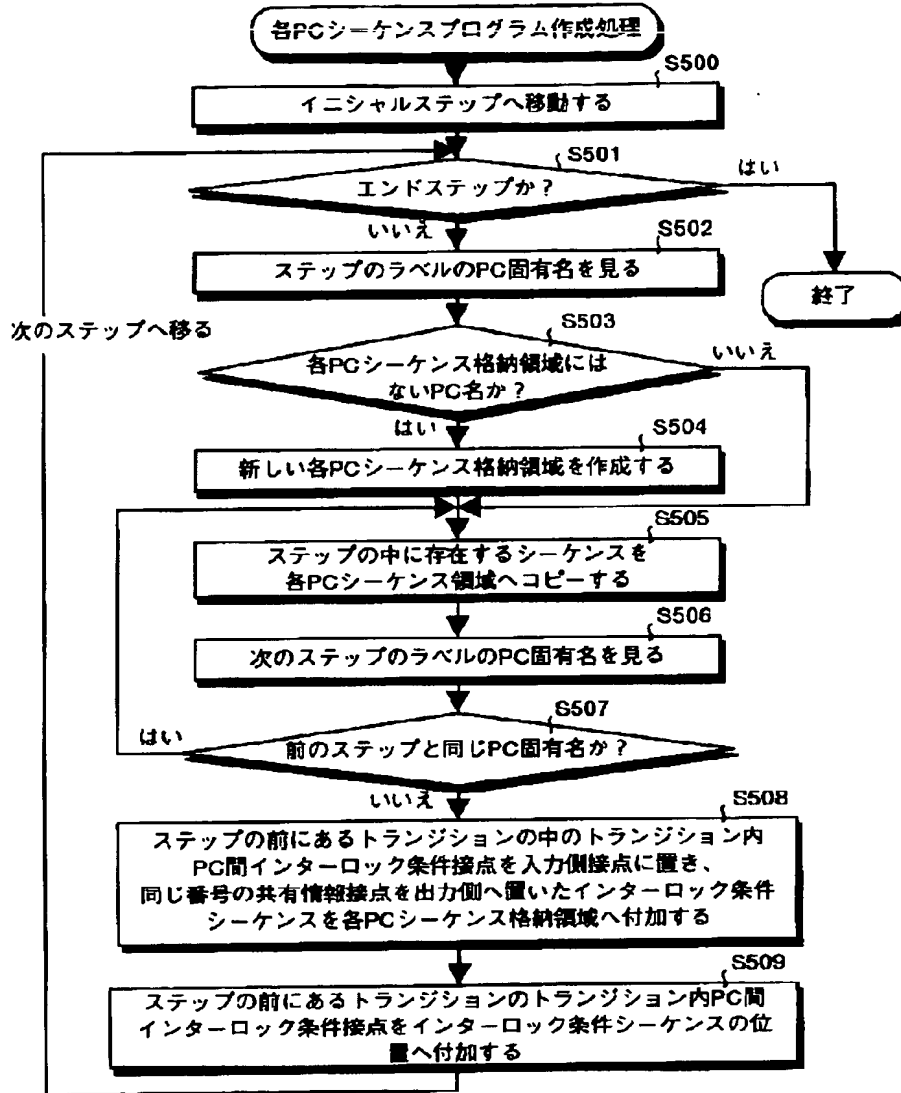 各PCシーケンスプログラム作成処理
S500
イニシャルステップへ移動する
S501
エンドステップか？
はい
いいえ
S502
ステップのラベルのPC固有名を見る
終了
次のステップへ移る
S503
各PCシーケンス格納領域には
ないPC名か？
いいえ
はい
S504
新しい各PCシーケンス格納領域を作成する
S505
ステップの中に存在するシーケンスを
各PCシーケンス領域へコピーする
S506
次のステップのラベルのPC固有名を見る
S507
はい
前のステップと同じPC固有名か？
いいえ
S508
ステップの前にあるトランジションの中のトランジション内
PC間インターロック条件接点を入力側接点に置き、
同じ番号の共有情報接点を出力側へ置いたインターロック条件
シーケンスを各PCシーケンス格納領域へ付加する
S509
ステップの前にあるトランジションのトランジション内PC間
インターロック条件接点をインターロック条件シーケンスの位
置へ付加する